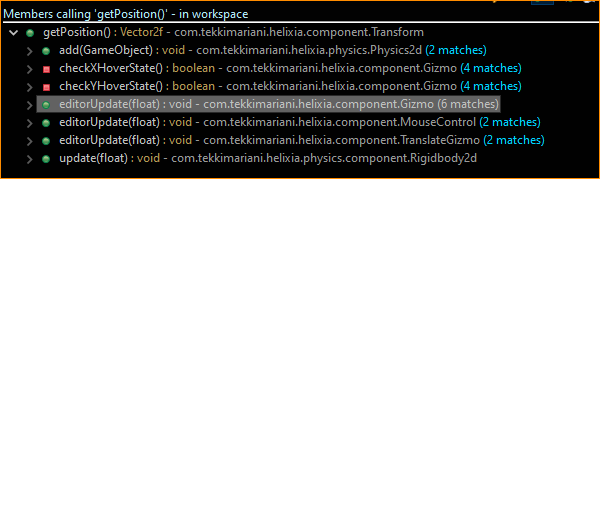 Members calling 'getPosition()' - in workspace
getPosition() : Vector2f - com.tekkimariani.helixia.component.Transform
add(GameObject) : void - com.tekkimariani.helixia.physics.Physics2d (2 matches)
checkXHoverState() : boolean - com.tekkimariani.helixia.component.Gizmo (4 matches)
checkYHoverState() : boolean - com.tekkimariani.helixia.component.Gizmo (4 matches)
editorUpdate(float) : void - com.tekkimariani.helixia.component.Gizmo (6 matches)
editorUpdate(float) : void - com.tekkimariani.helixia.component.MouseControl (2 matches)
editorUpdate(float) : void - com.tekkimariani.helixia.component.TranslateGizmo (2 matches)
update(float) : void - com.tekkimariani.helixia.physics.component.Rigidbody2d